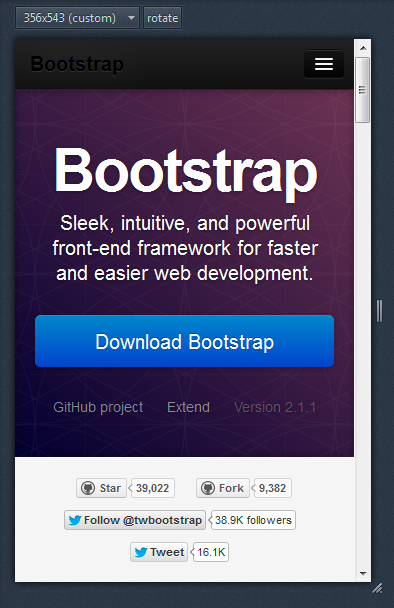 356x543 (custom) rotate
Bootstrap
Bootstrap
Sleek, intuitive, and powerful
front-end framework for faster
and easier web development.
Download Bootstrap
GitHub project Extend Version 2.1.1
Star 39,022 Fork 9,382
Follow @twbootstrap 38.9K followers
Tweet 16.1K